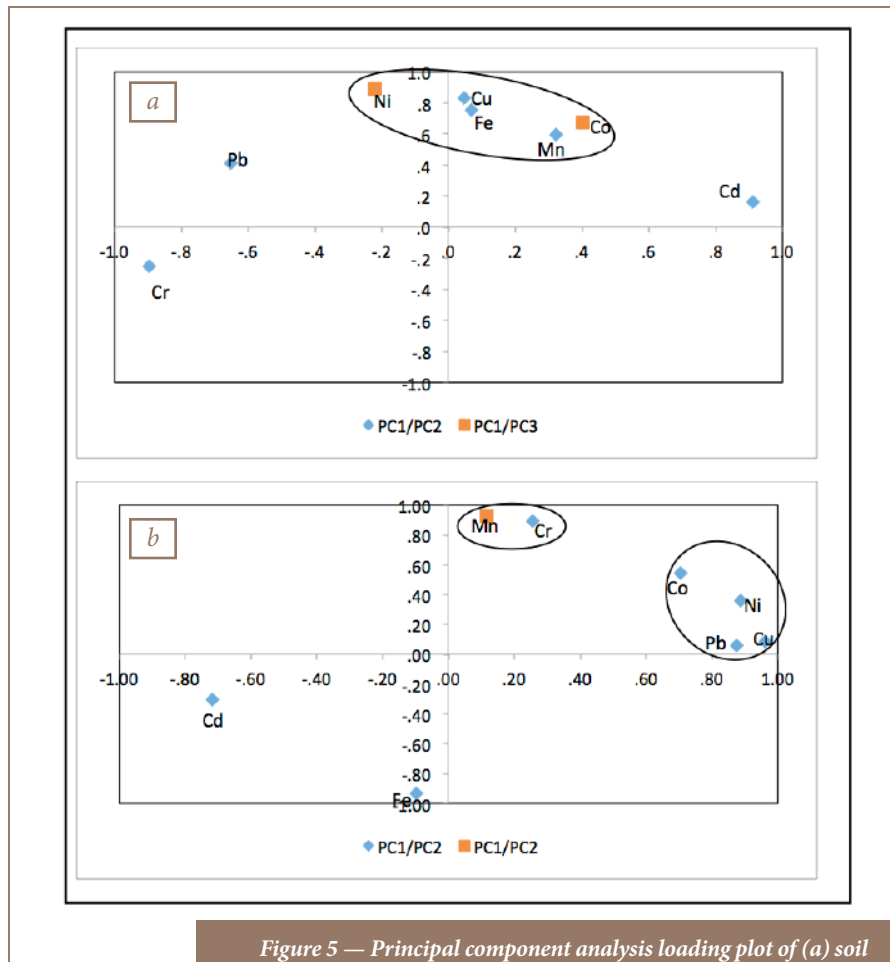 a
1.0
Ni
Cu
.8
Fe
Co
.6
Mn
Pb
.4
Cd
.2
.0
-1.0 -.8 -.6 -.4 -.2 .0 .2 .4 .6 .8 1.0
-.2
Cr
-.4
-.6
-.8
-1.0
PC1/PC2 PC1/PC3
b
1.00
Mn Cr
.80
.60
Co
.40
Ni
.20
Pb Cu
.00
-1.00 -.80 -.60 -.40 -.20 .00 .20 .40 .60 .80 1.00
-.20
Cd
-.40
-.60
-.80
Fe
-1.00
PC1/PC2 PC1/PC2
Figure 5 — Principal component analysis loading plot of (a) soil